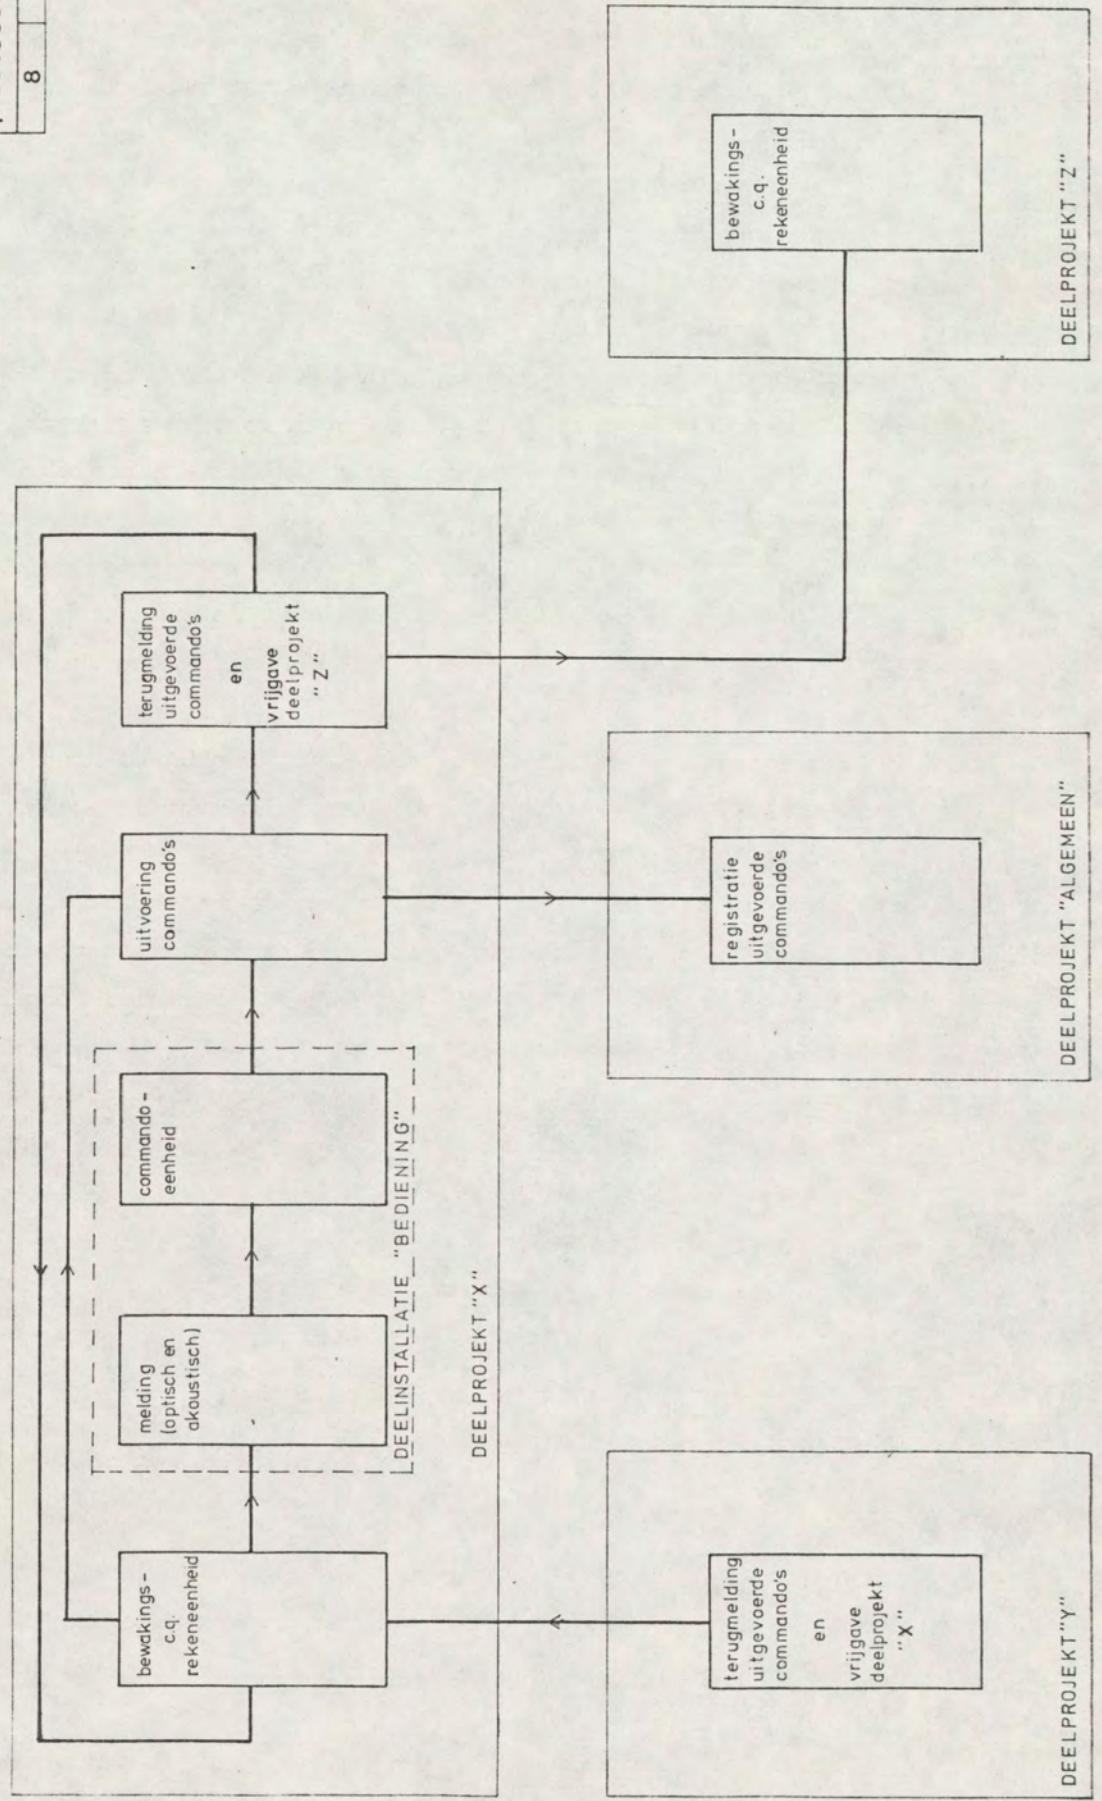 8
bewakings-
c.q.
rekeneenheid
melding
(optisch en
akoustisch)
commando-
eenheid
uitvoering
commando's
terugmelding
uitgevoerde
commando's
en
vrijgave
deelprojekt
"Z"
DEELINSTALLATIE "BEDIENING"
DEELPROJEKT "X"
terugmelding
uitgevoerde
commando's
en
vrijgave
deelprojekt
"X"
DEELPROJEKT "Y"
registratie
uitgevoerde
commando's
DEELPROJEKT "ALGEMEEN"
bewakings-
c.q.
rekeneenheid
DEELPROJEKT "Z"